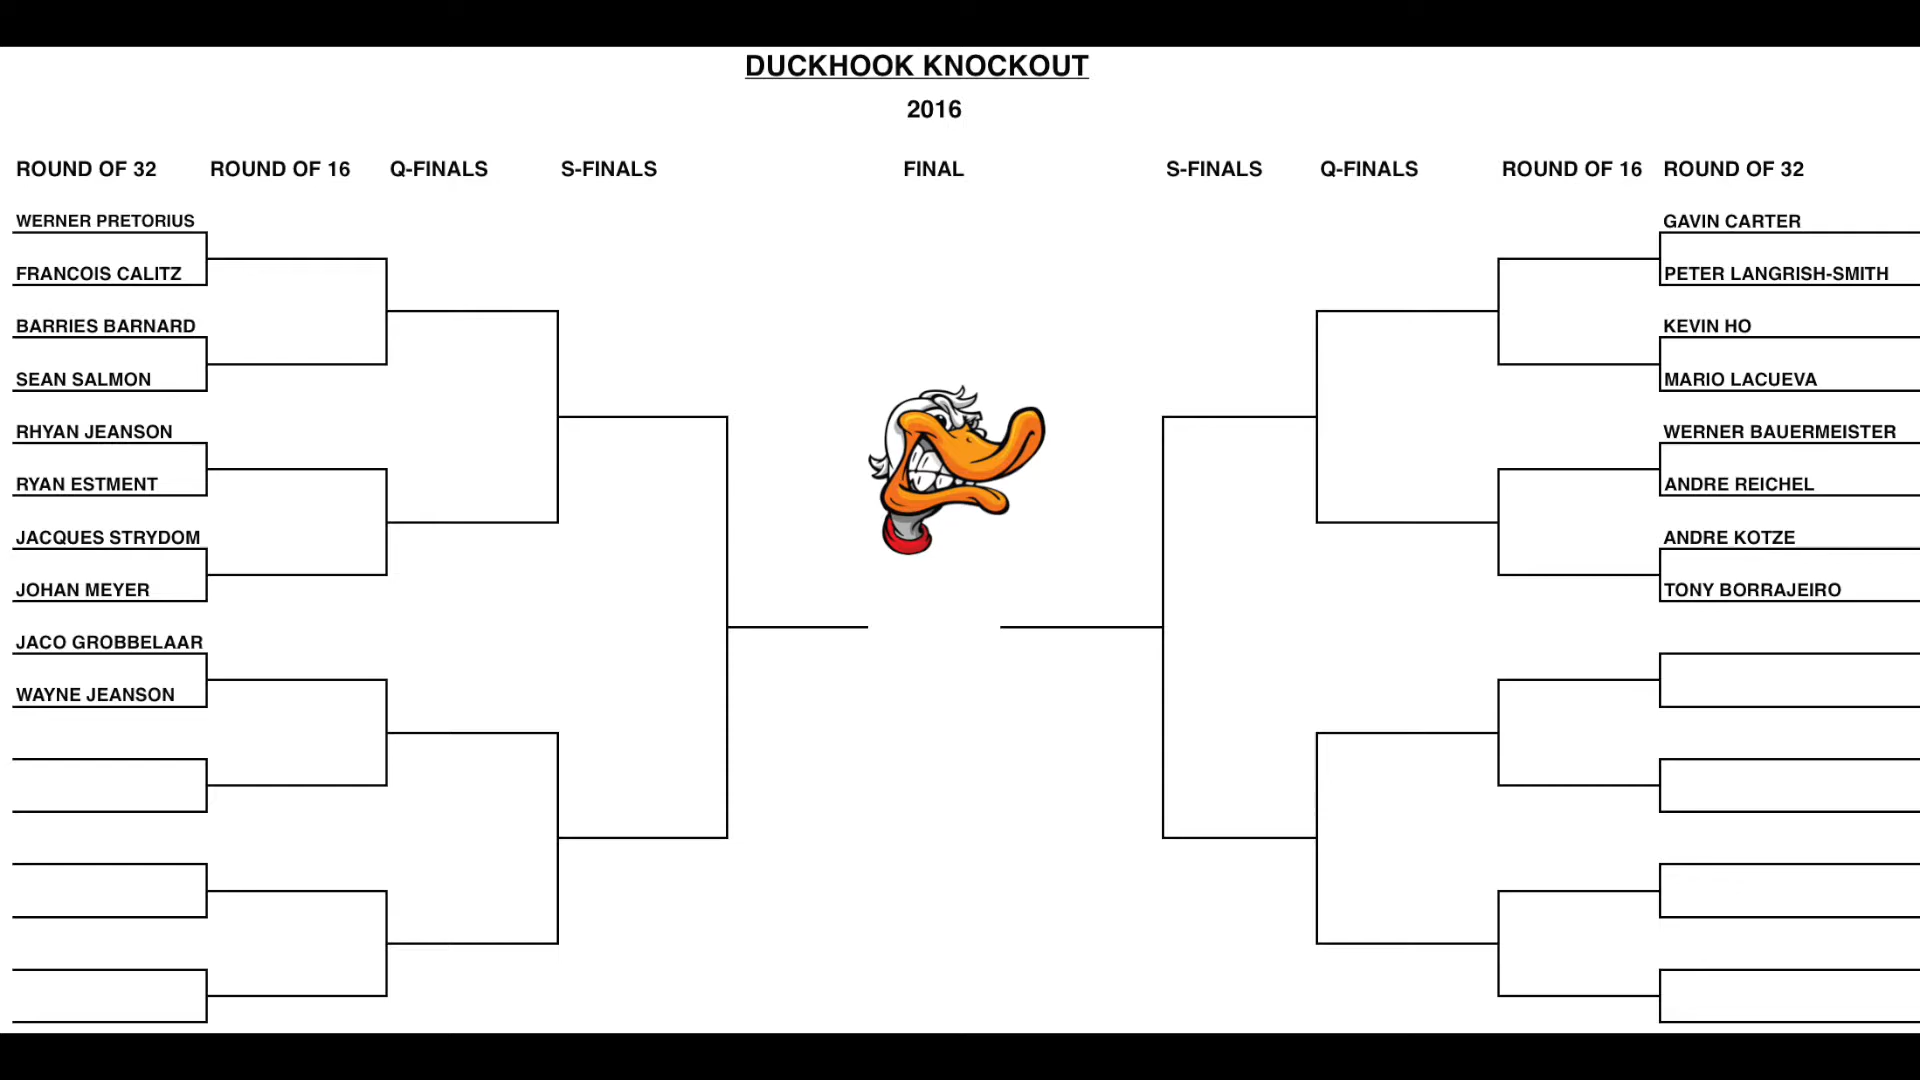 DUCKHOOK KNOCKOUT
2016
ROUND OF 32 ROUND OF 16 Q-FINALS S-FINALS FINAL S-FINALS Q-FINALS ROUND OF 16 ROUND OF 32
WERNER PRETORIUS GAVIN CARTER
FRANCOIS CALITZ PETER LANGRISH-SMITH
BARRIES BARNARD KEVIN HO
SEAN SALMON MARIO LACUEVA
RHYAN JEANSON WERNER BAUERMEISTER
RYAN ESTMENT ANDRE REICHEL
JACQUES STRYDOM ANDRE KOTZE
JOHAN MEYER TONY BORRAJEIRO
JACO GROBBELAAR
WAYNE JEANSON